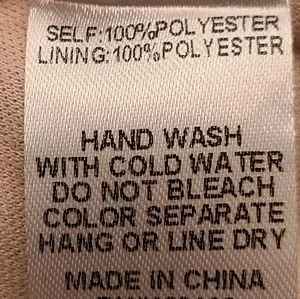 SELF:100%POLYESTER
LINING:100%POLYESTER
HAND WASH
WITH COLD WATER
DO NOT BLEACH
COLOR SEPARATE
HANG OR LINE DRY
MADE IN CHINA